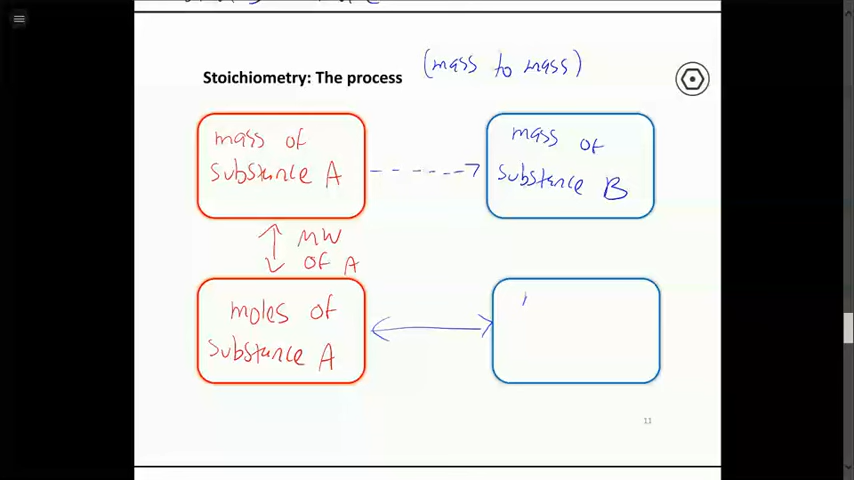 Stoichiometry: The process (mass to mass)
mass of
substance A
mass of
substance B
MW
of A
moles of
substance A
11